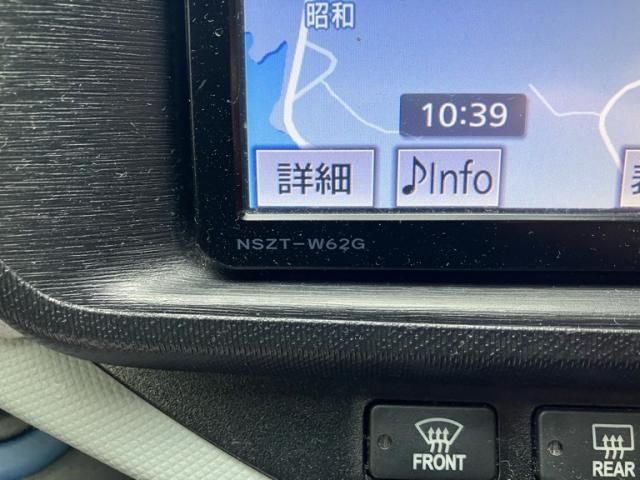 昭和
10:39
詳細
♪Info
NSZT-W62G
FRONT
REAR